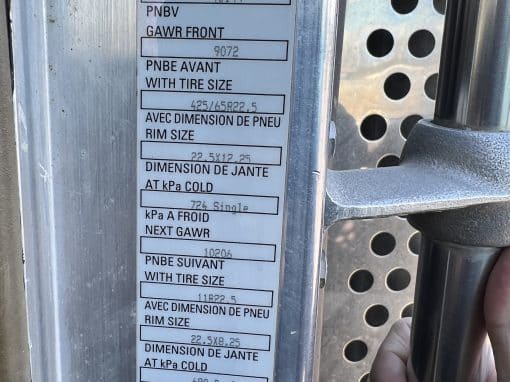 PNBV
GAWR FRONT
9072
PNBE AVANT
WITH TIRE SIZE
425/65R22.5
AVEC DIMENSION DE PNEU
RIM SIZE
22.5X12.25
DIMENSION DE JANTE
AT kPa COLD
724 Single
kPa A FROID
NEXT GAWR
10206
PNBE SUIVANT
WITH TIRE SIZE
11R22.5
AVEC DIMENSION DE PNEU
RIM SIZE
22.5X8.25
DIMENSION DE JANTE
AT kPa COLD